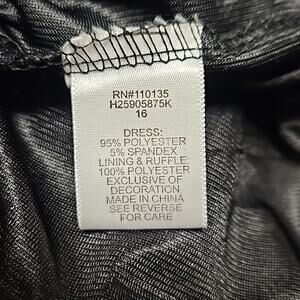 RN#110135
H25905875K
16
DRESS:
95% POLYESTER
5% SPANDEX
LINING & RUFFLE:
100% POLYESTER
EXCLUSIVE OF
DECORATION
MADE IN CHINA
SEE REVERSE
FOR CARE